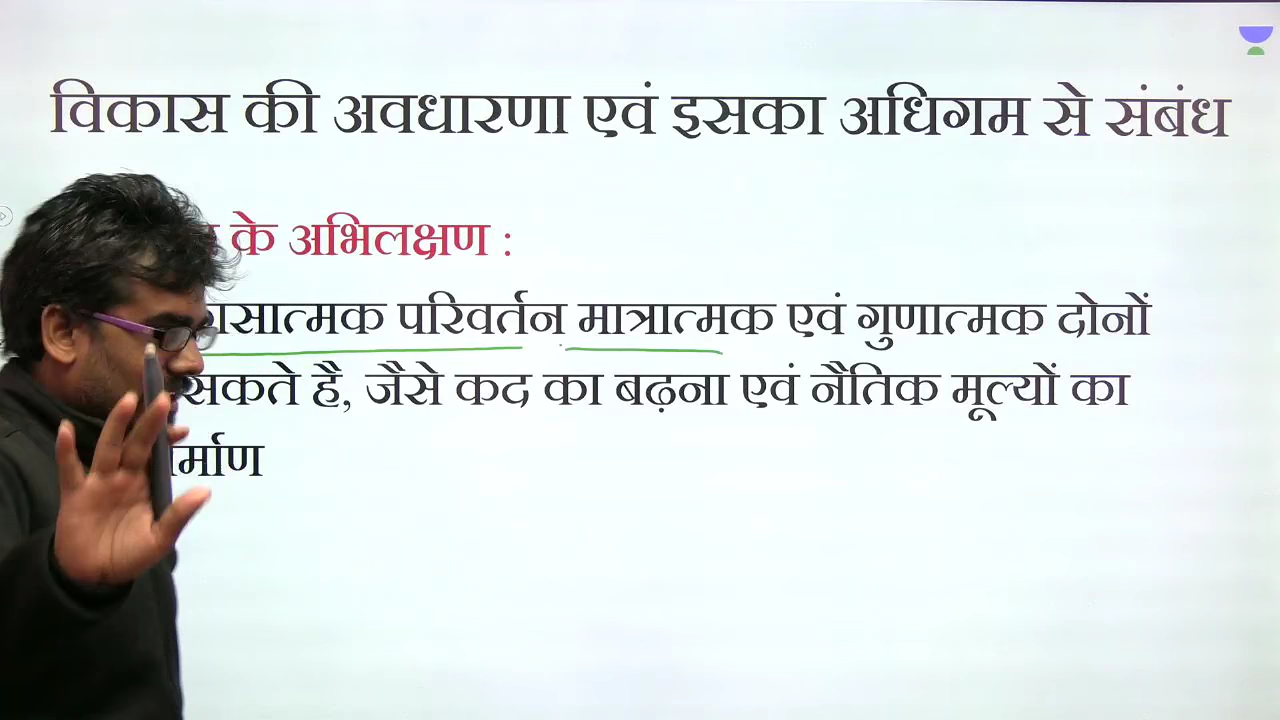 विकास की अवधारणा एवं इसका अधिगम से संबंध
के अभिलक्षण :
परिवर्तन मात्रात्मक एवं गुणात्मक दोनों
सकते है, जैसे कद का बढ़ना एवं नैतिक मूल्यों का